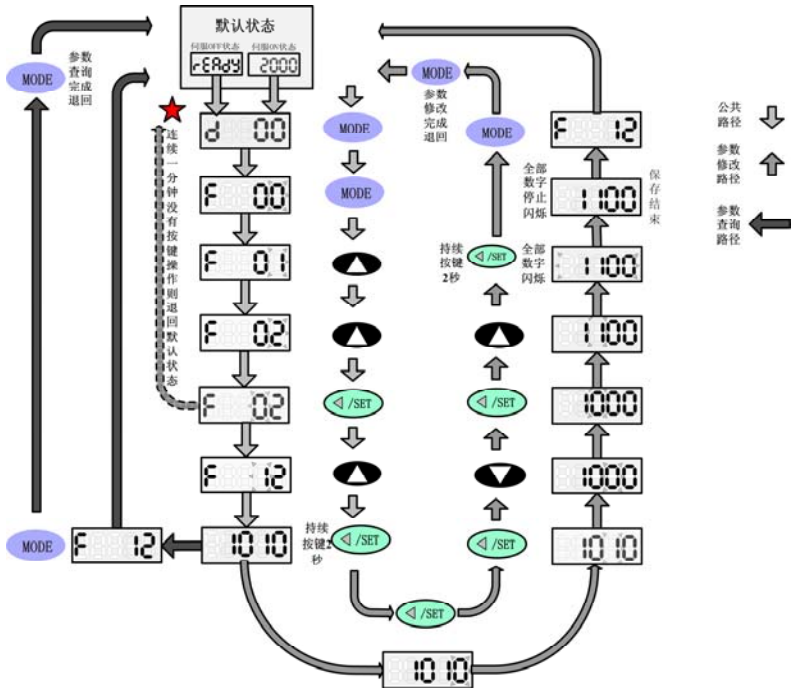 默认状态
伺服OFF状态
伺服ON状态
rEAdy
2000
MODE
参数
查询
完成
退回
连续一分钟没有按键操作则退回默认状态
d 00
F 00
F 01
F 02
F 02
F 12
1010
F 12
MODE
MODE
MODE
/SET
持续
按键2
秒
/SET
/SET
1010
/SET
/SET
持续
按键
2秒
/SET
MODE
MODE
参数
修改
完成
退回
F 12
全部
数字
停止
闪烁
1100
保存结束
全部
数字
闪烁
1100
1100
1000
1000
1010
公共
路径
参数
修改
路径
参数
查询
路径